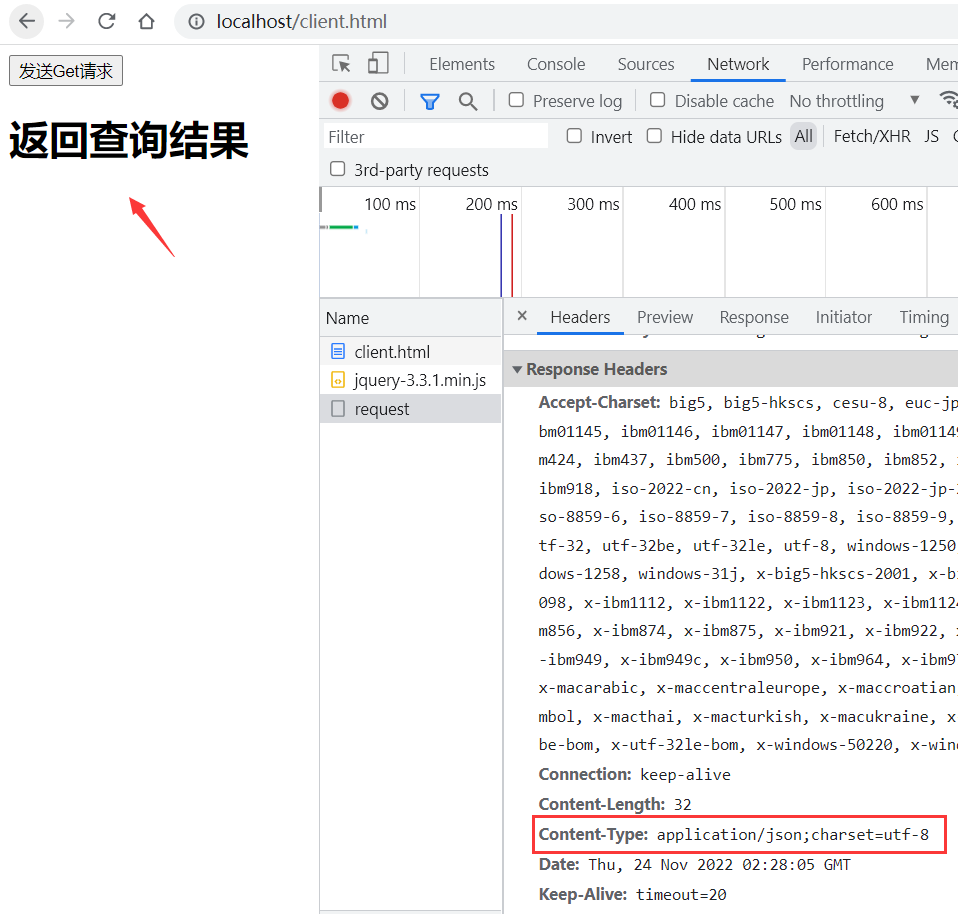 localhost/client.html
发送Get请求
返回查询结果
Elements Console Sources Network Performance Mem
Preserve log Disable cache No throttling
Filter Invert Hide data URLs All Fetch/XHR JS
3rd-party requests
100 ms 200 ms 300 ms 400 ms 500 ms 600 ms
Name
client.html
jquery-3.3.1.min.js
request
× Headers Preview Response Initiator Timing
Response Headers
Accept-Charset: big5, big5-hkscs, cesu-8, euc-jp
bm01145, ibm01146, ibm01147, ibm01148, ibm01149
m424, ibm437, ibm500, ibm775, ibm850, ibm852,
ibm918, iso-2022-cn, iso-2022-jp, iso-2022-jp-
so-8859-6, iso-8859-7, iso-8859-8, iso-8859-9,
tf-32, utf-32be, utf-32le, utf-8, windows-1250
dows-1258, windows-31j, x-big5-hkscs-2001, x-bi
098, x-ibm1112, x-ibm1122, x-ibm1123, x-ibm1124
m856, x-ibm874, x-ibm875, x-ibm921, x-ibm922,
-ibm949, x-ibm949c, x-ibm950, x-ibm964, x-ibm97
x-macarabic, x-maccentraleurope, x-maccroatian
mbol, x-macthai, x-macturkish, x-macukraine, x
be-bom, x-utf-32le-bom, x-windows-50220, x-wind
Connection: keep-alive
Content-Length: 32
Content-Type: application/json;charset=utf-8
Date: Thu, 24 Nov 2022 02:28:05 GMT
Keep-Alive: timeout=20